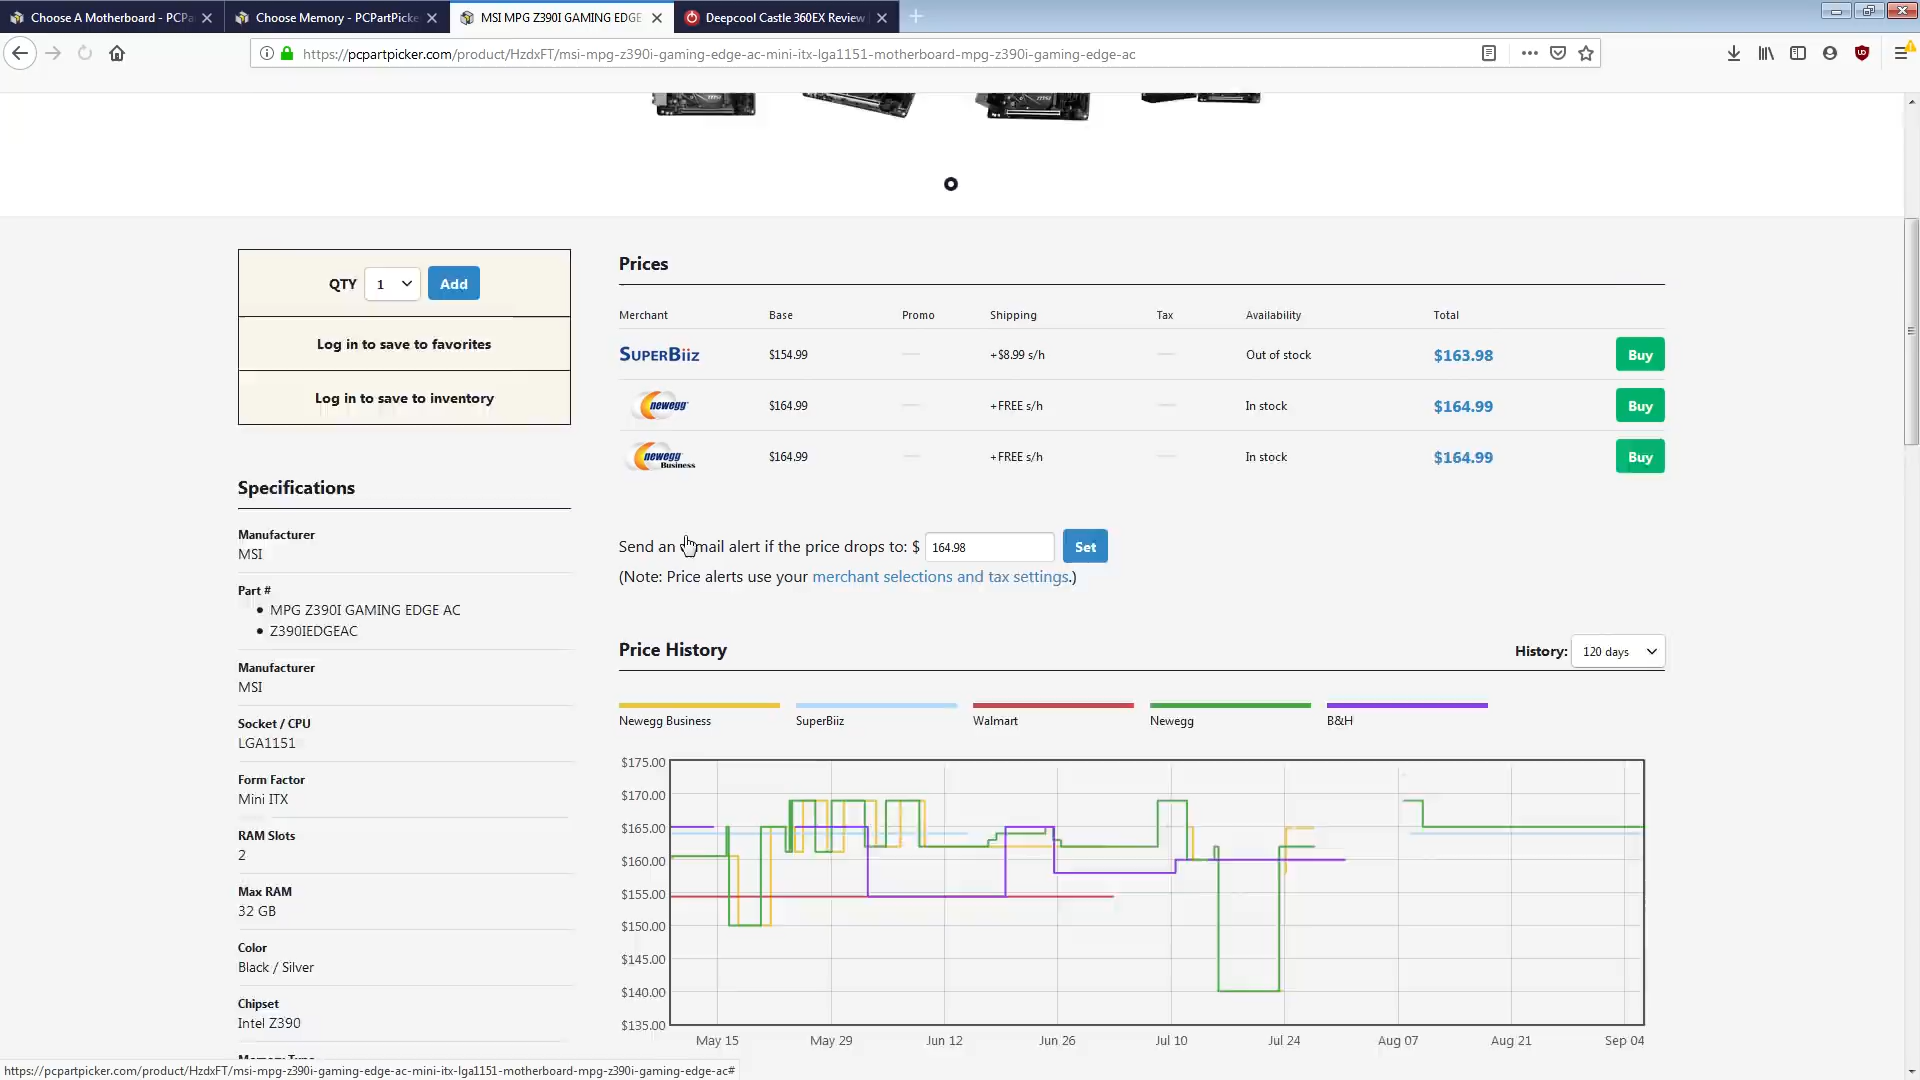 Choose A Motherboard - PCPa
Choose Memory - PCPartPicke
MSI MPG Z390I GAMING EDGE
Deepcool Castle 360EX Review
https://pcpartpicker.com/product/HzdxFT/msi-mpg-z390i-gaming-edge-ac-mini-itx-lga1151-motherboard-mpg-z390i-gaming-edge-ac
QTY 1 Add
Log in to save to favorites
Log in to save to inventory
Specifications
Manufacturer
MSI
Part #
• MPG Z390I GAMING EDGE AC
• Z390IEDGEAC
Manufacturer
MSI
Socket / CPU
LGA1151
Form Factor
Mini ITX
RAM Slots
2
Max RAM
32 GB
Color
Black / Silver
Chipset
Intel Z390
Memory Type
Prices
Merchant Base Promo Shipping Tax Availability Total
SUPERBiiz $154.99 — +$8.99 s/h — Out of stock $163.98 Buy
newegg $164.99 — +FREE s/h — In stock $164.99 Buy
newegg Business $164.99 — +FREE s/h — In stock $164.99 Buy
Send an email alert if the price drops to: $ 164.98 Set
(Note: Price alerts use your merchant selections and tax settings.)
Price History
History: 120 days
Newegg Business SuperBiiz Walmart Newegg B&H
$175.00
$170.00
$165.00
$160.00
$155.00
$150.00
$145.00
$140.00
$135.00
May 15 May 29 Jun 12 Jun 26 Jul 10 Jul 24 Aug 07 Aug 21 Sep 04
https://pcpartpicker.com/product/HzdxFT/msi-mpg-z390i-gaming-edge-ac-mini-itx-lga1151-motherboard-mpg-z390i-gaming-edge-ac#